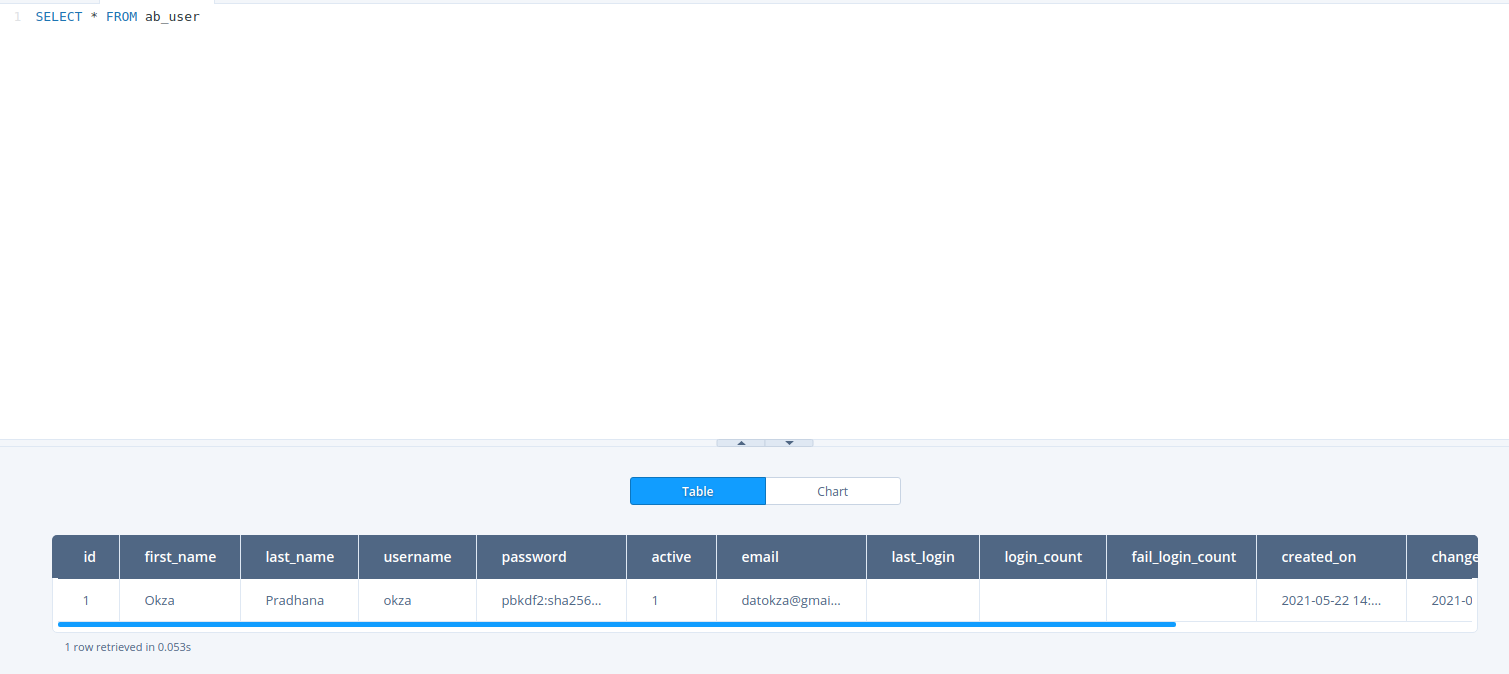 1 SELECT * FROM ab_user
Table Chart
id first_name last_name username password active email last_login login_count fail_login_count created_on change
1 Okza Pradhana okza pbkdf2:sha256... 1 datokza@gmai... 2021-05-22 14:... 2021-0
1 row retrieved in 0.053s